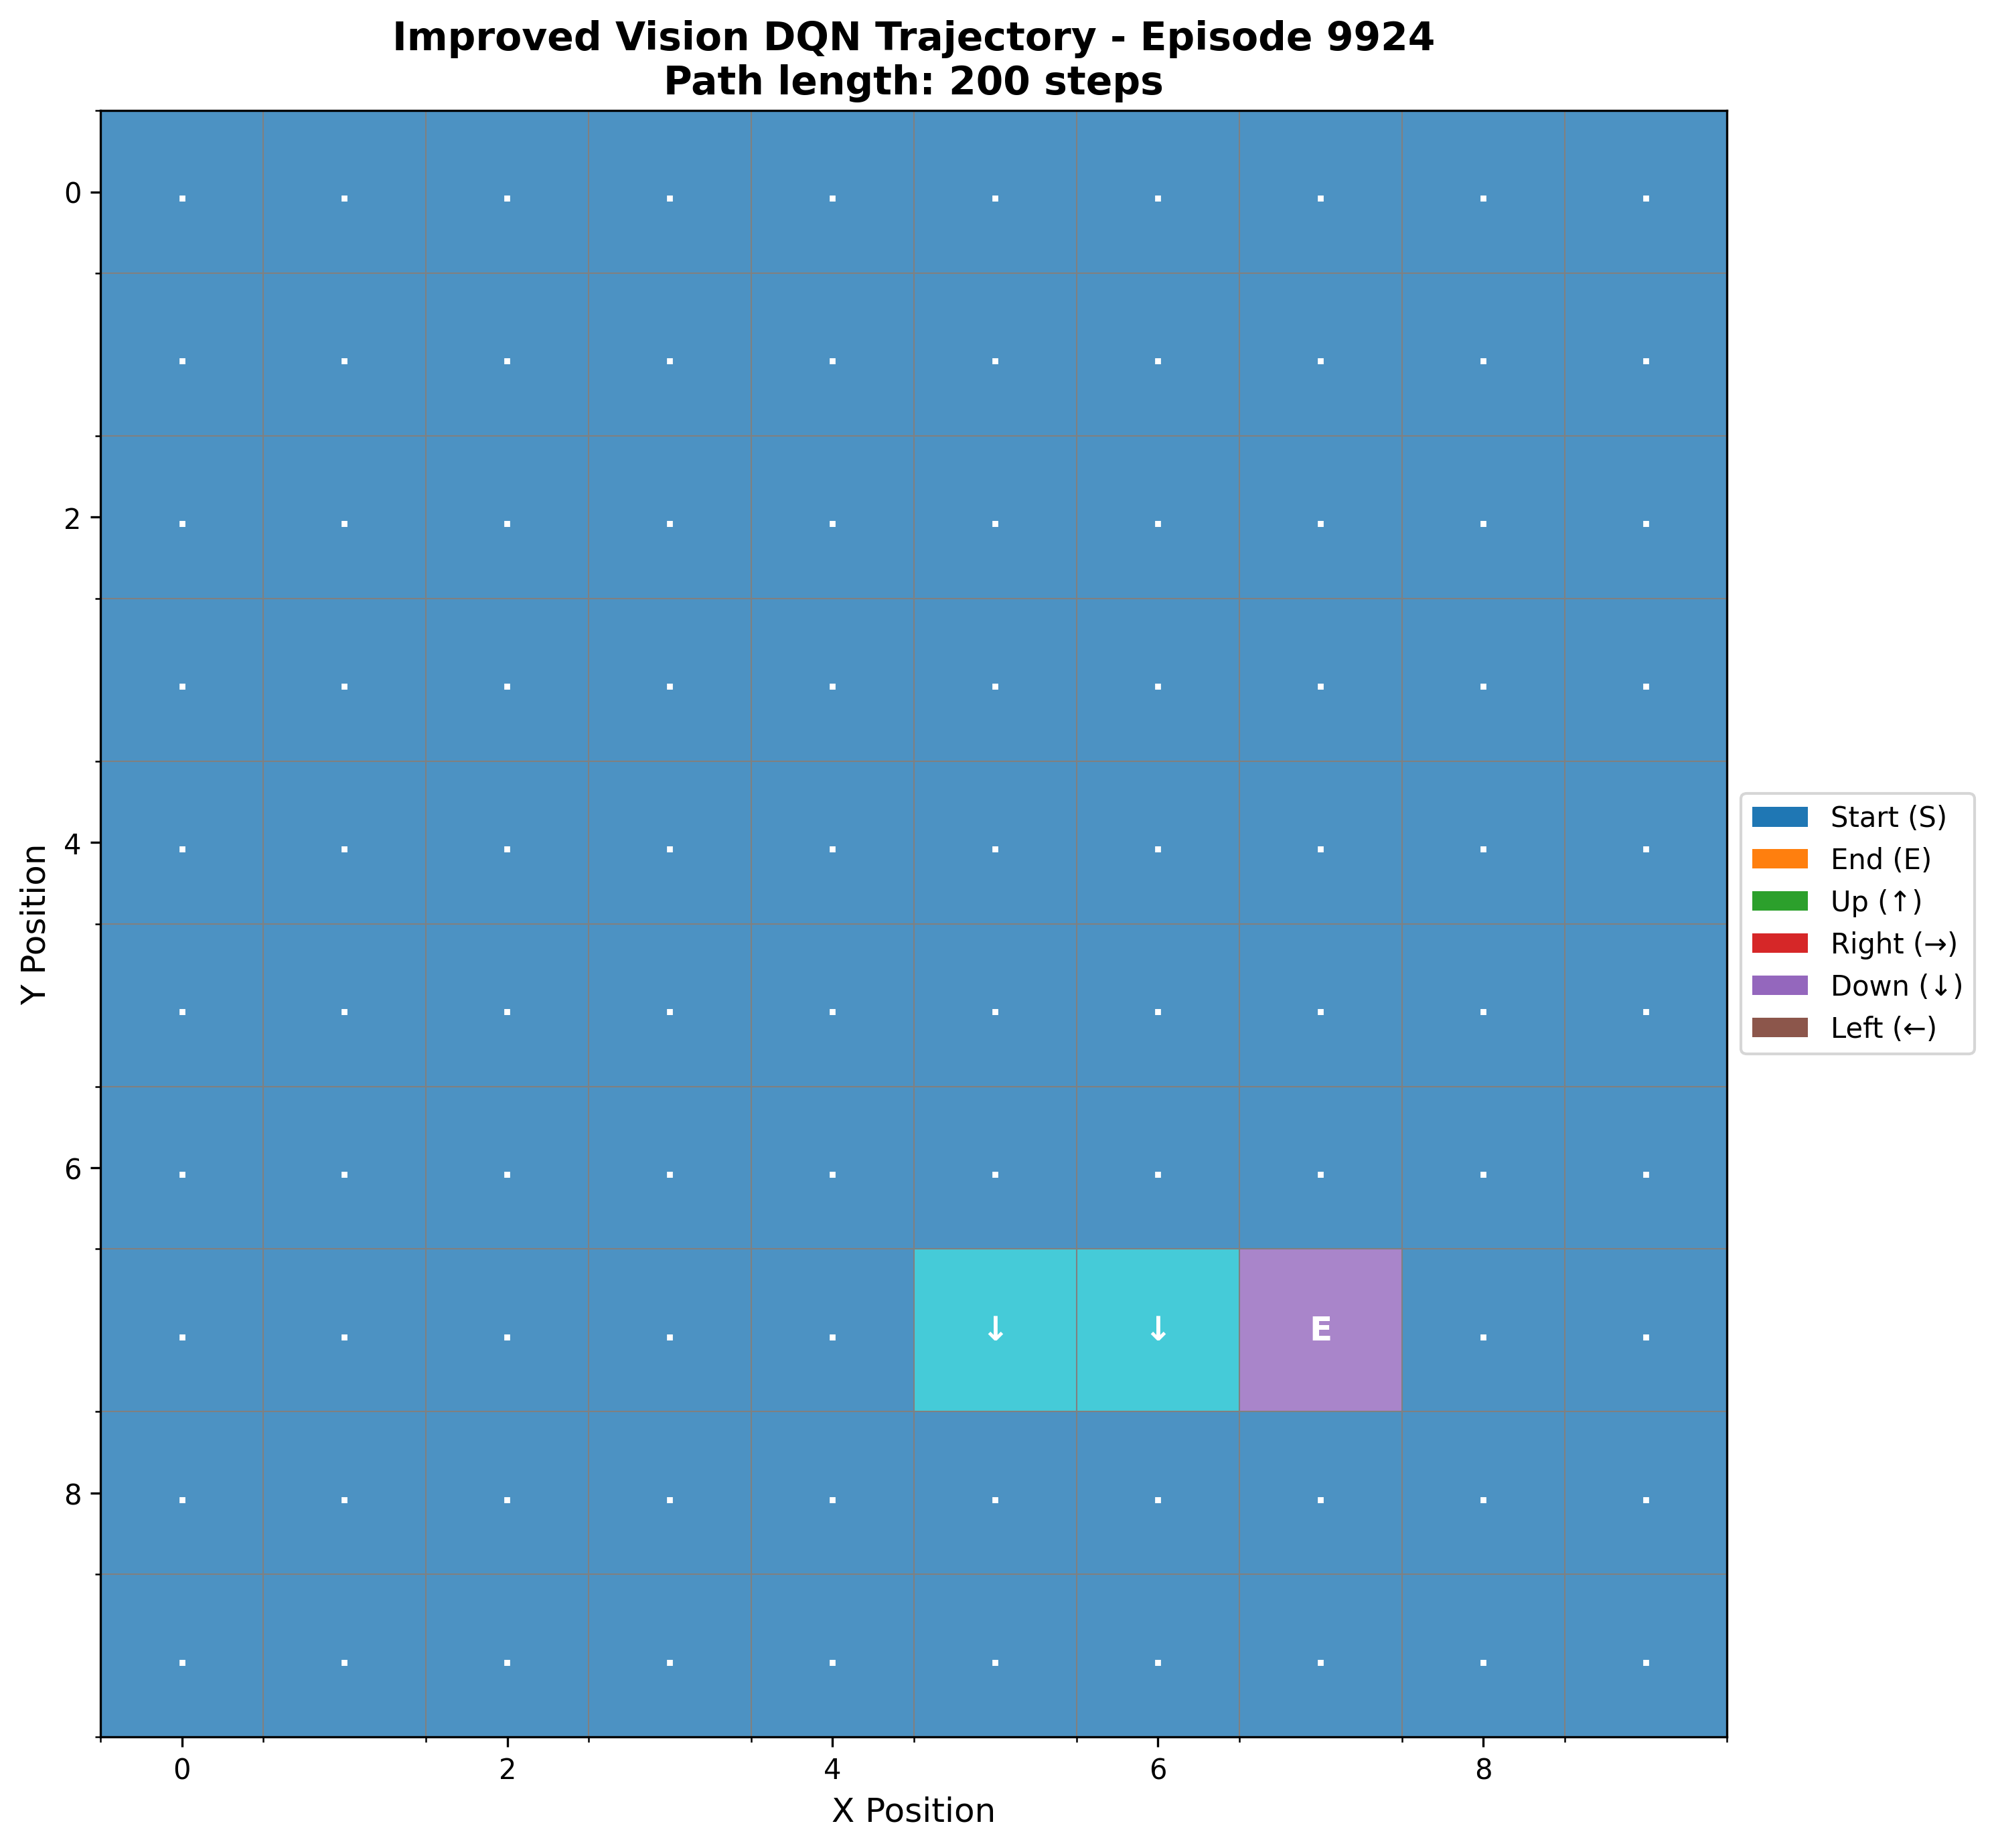 Improved Vision DQN Trajectory - Episode 9924
Path length: 200 steps
0
2
4
6
8
Y Position
↓ ↓ E
0 2 4 6 8
X Position
Start (S)
End (E)
Up (↑)
Right (→)
Down (↓)
Left (←)